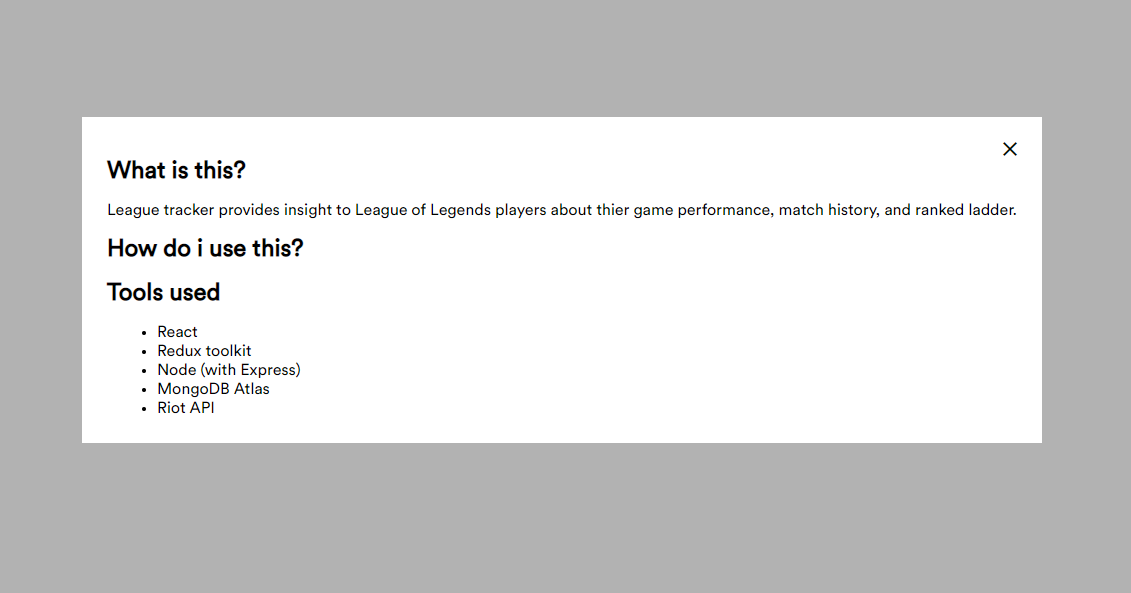 What is this?
League tracker provides insight to League of Legends players about thier game performance, match history, and ranked ladder.
How do i use this?
Tools used
• React
• Redux toolkit
• Node (with Express)
• MongoDB Atlas
• Riot API